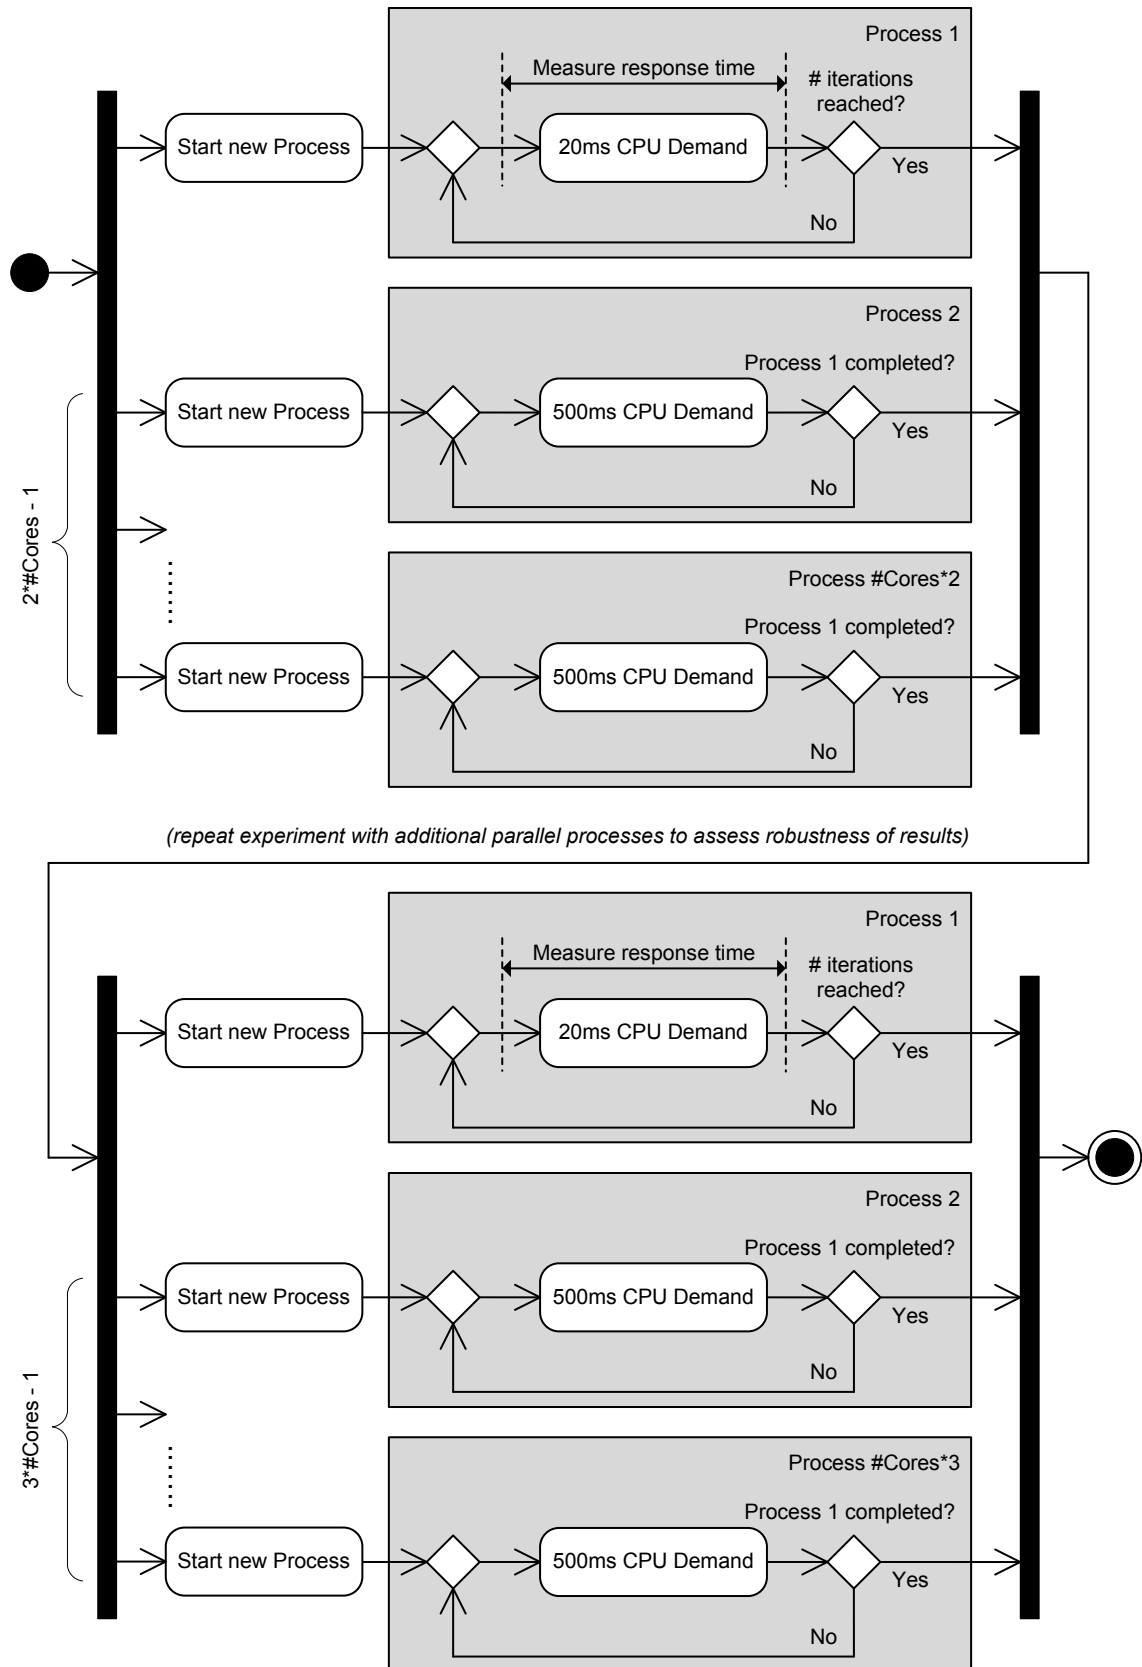 Process 1
Measure response time
# iterations
reached?
Start new Process
20ms CPU Demand
Yes
No
Process 2
Process 1 completed?
Start new Process
500ms CPU Demand
Yes
No
2*#Cores - 1
Process #Cores*2
Process 1 completed?
Start new Process
500ms CPU Demand
Yes
No
(repeat experiment with additional parallel processes to assess robustness of results)
Process 1
Measure response time
# iterations
reached?
Start new Process
20ms CPU Demand
Yes
No
Process 2
Process 1 completed?
Start new Process
500ms CPU Demand
Yes
No
3*#Cores - 1
Process #Cores*3
Process 1 completed?
Start new Process
500ms CPU Demand
Yes
No